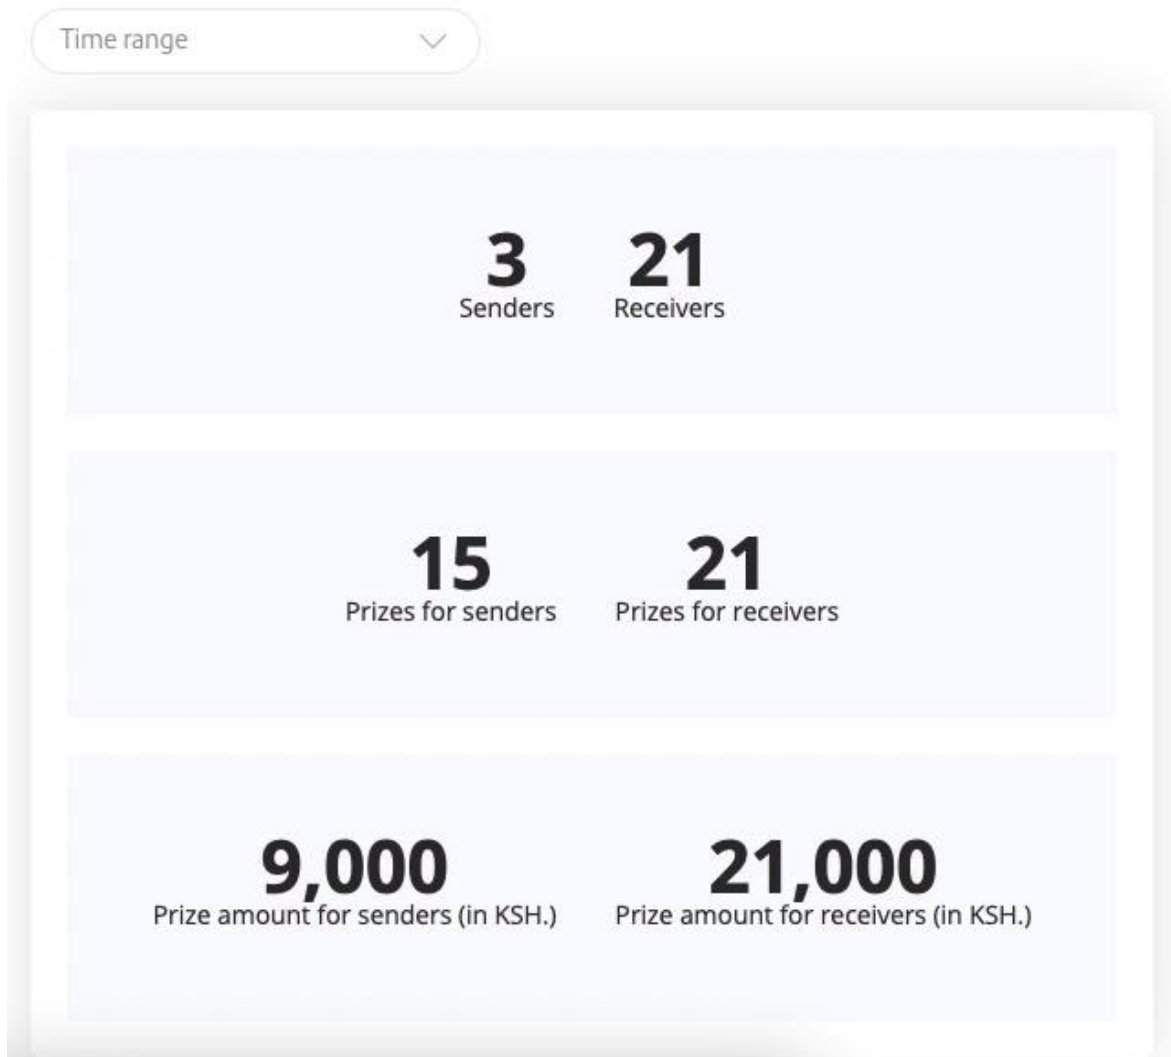 Time range
3 21
Senders Receivers
15 21
Prizes for senders Prizes for receivers
9,000 21,000
Prize amount for senders (in KSH.) Prize amount for receivers (in KSH.)